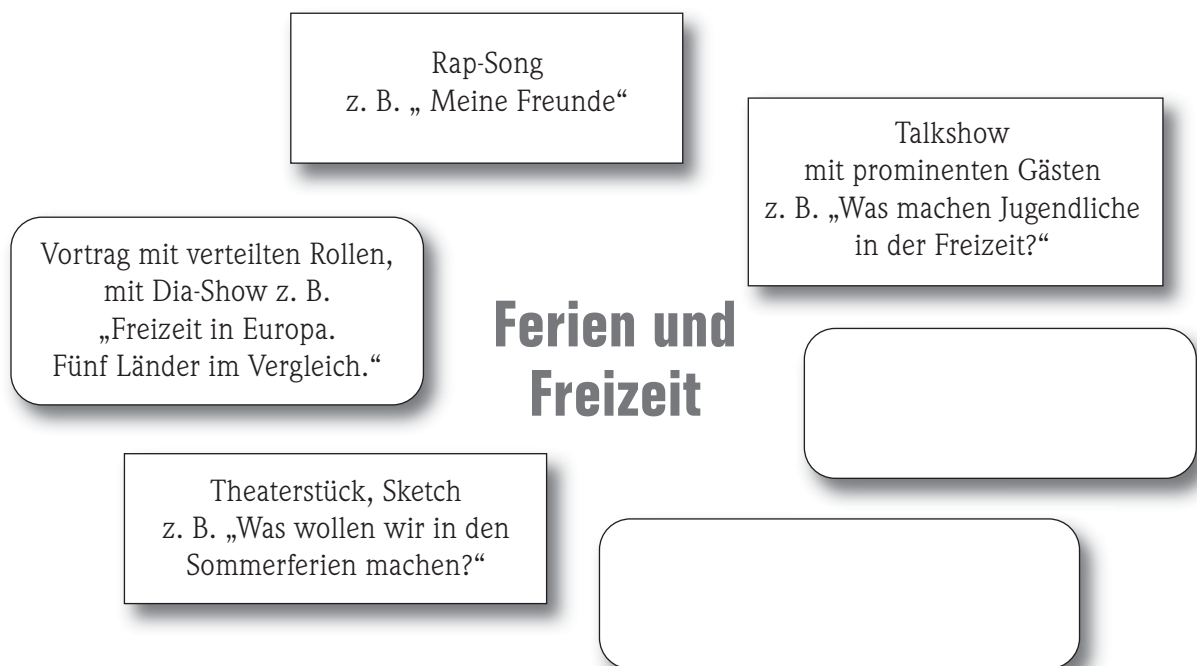 Rap-Song
z. B. „ Meine Freunde“
Talkshow
mit prominenten Gästen
z. B. „Was machen Jugendliche
in der Freizeit?“
Vortrag mit verteilten Rollen,
mit Dia-Show z. B.
„Freizeit in Europa.
Fünf Länder im Vergleich.“
Ferien und
Freizeit
Theaterstück, Sketch
z. B. „Was wollen wir in den
Sommerferien machen?“